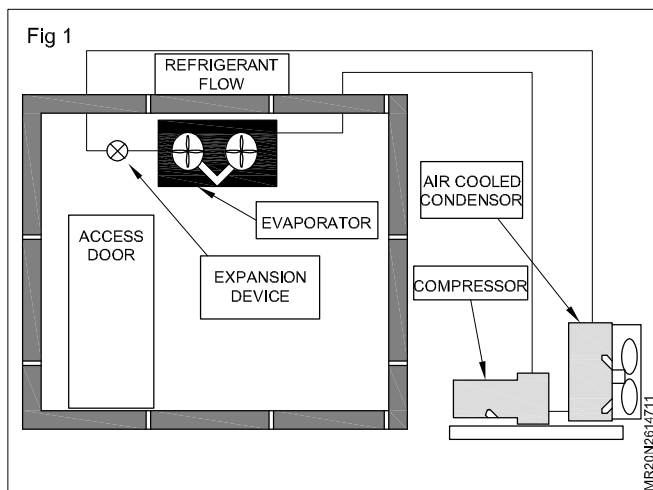 Fig 1
REFRIGERANT
FLOW
AIR COOLED
CONDENSOR
EVAPORATOR
ACCESS
DOOR
EXPANSION
DEVICE
COMPRESSOR
MR20N2614711